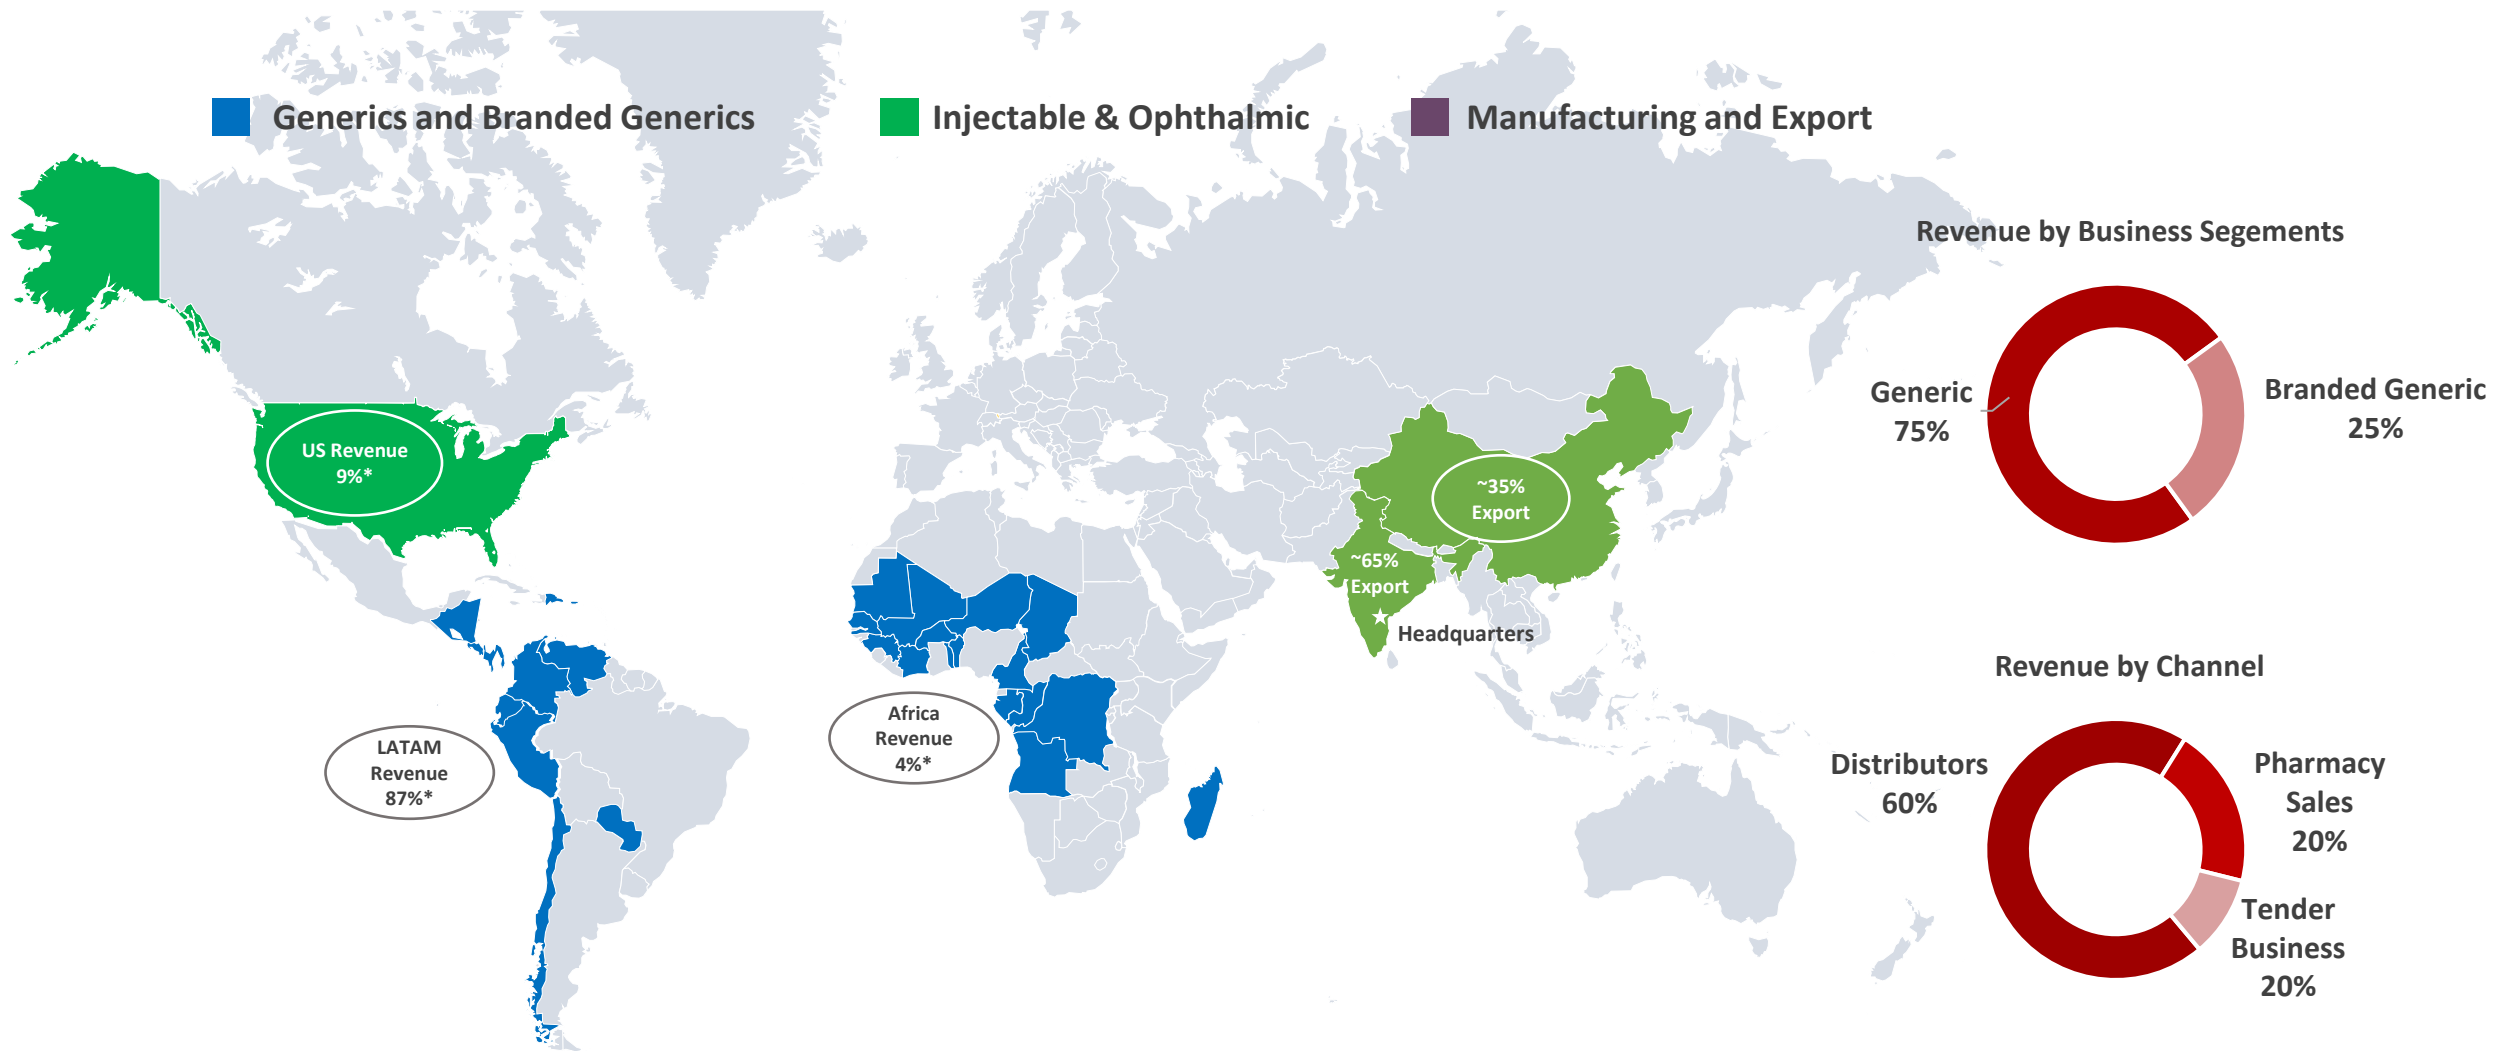 Generics and Branded Generics
Injectable & Ophthalmic
Manufacturing and Export
US Revenue
9%*
LATAM
Revenue
87%*
Africa
Revenue
4%*
~35%
Export
~65%
Export
Headquarters
Revenue by Business Segements
Generic
75%
Branded Generic
25%
Revenue by Channel
Distributors
60%
Pharmacy
Sales
20%
Tender
Business
20%